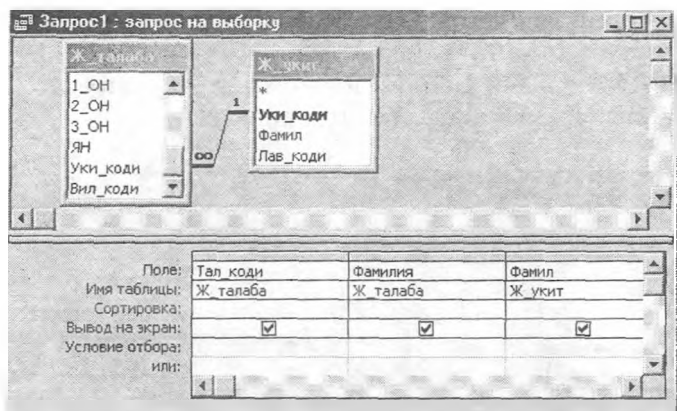 Запрос1 : запрос на выборку
Ж_талаба
1_ОН
2_ОН
3_ОН
ЯН
Уки_коди
Вил_коди
1
∞
Ж_укит
*
Уки_коди
Фамил
Лав_коди
Поле: Тал_коди Фамилия Фамил
Имя таблицы: Ж_талаба Ж_талаба Ж_укит
Сортировка:
Вывод на экран:
Условие отбора:
или: